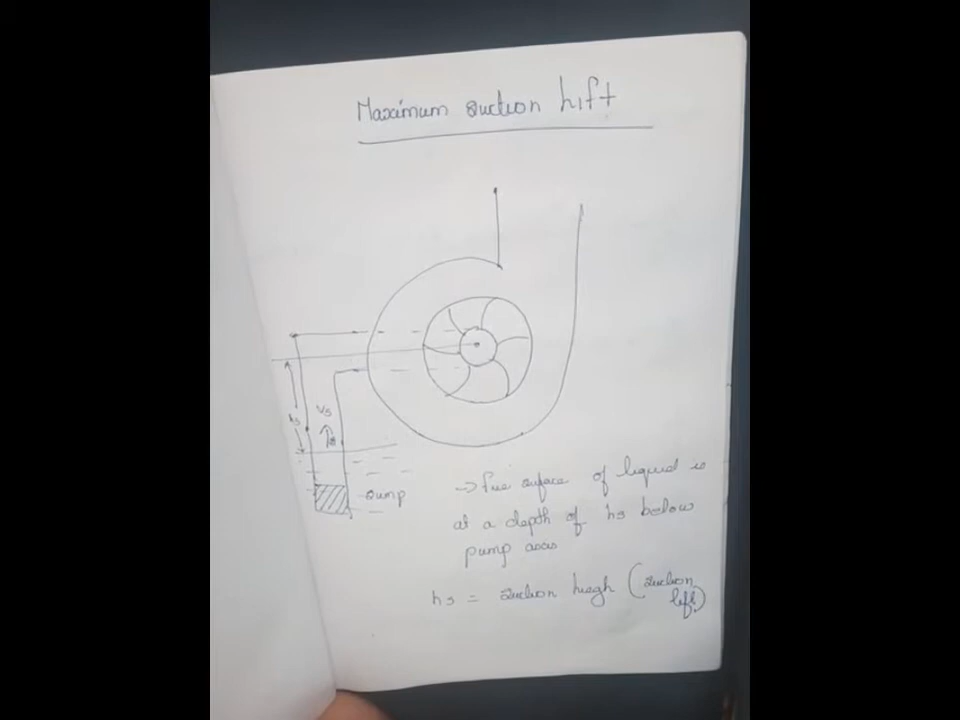 Maximum suction lift
hs
Vs
sump
→ free surface of liquid is
at a depth of hs below
pump axis
hs = suction heigh (suction
lift)